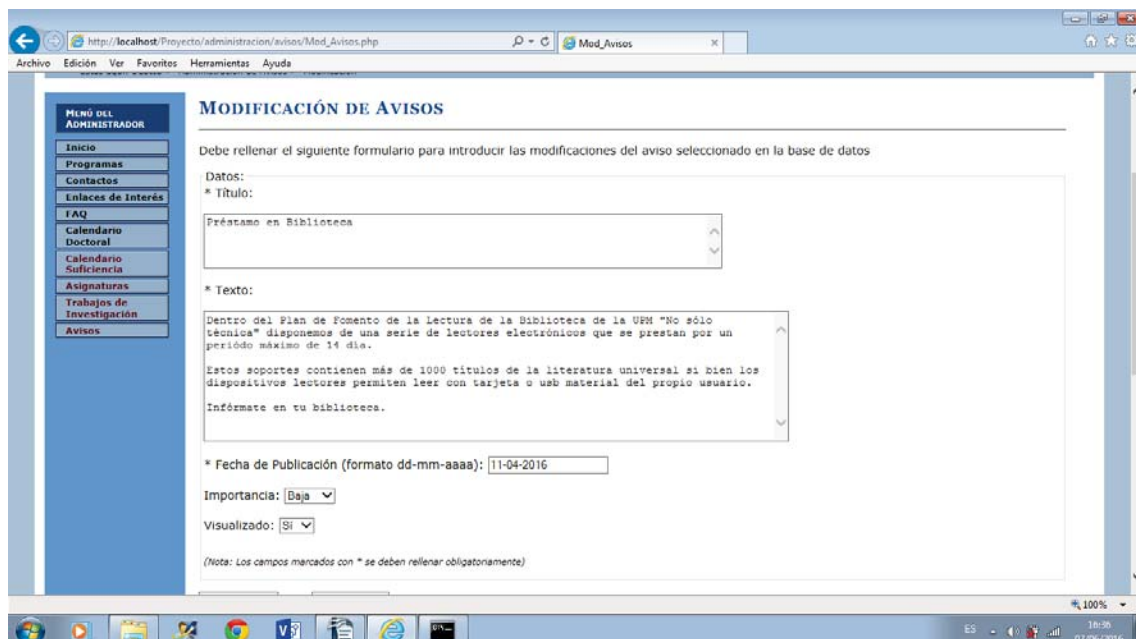 http://localhost/Proyecto/administracion/avisos/Mod_Avisos.php
Mod_Avisos
Archivo Edición Ver Favoritos Herramientas Ayuda
MENÚ DEL
ADMINISTRADOR
Inicio
Programas
Contactos
Enlaces de Interés
FAQ
Calendario
Doctoral
Calendario
Suficiencia
Asignaturas
Trabajos de
Investigación
Avisos
MODIFICACIÓN DE AVISOS
Debe rellenar el siguiente formulario para introducir las modificaciones del aviso seleccionado en la base de datos
Datos:
* Título:
Préstamo en Biblioteca
* Texto:
Dentro del Plan de Fomento de la Lectura de la Biblioteca de la UPM "No sólo
técnica" disponemos de una serie de lectores electrónicos que se prestan por un
periódo máximo de 14 día.
Estos soportes contienen más de 1000 títulos de la literatura universal si bien los
dispositivos lectores permiten leer con tarjeta o usb material del propio usuario.
Infórmate en tu biblioteca.
* Fecha de Publicación (formato dd-mm-aaaa): 11-04-2016
Importancia: Baja
Visualizado: Sí
(Nota: Los campos marcados con * se deben rellenar obligatoriamente)
100%
ES
16:36